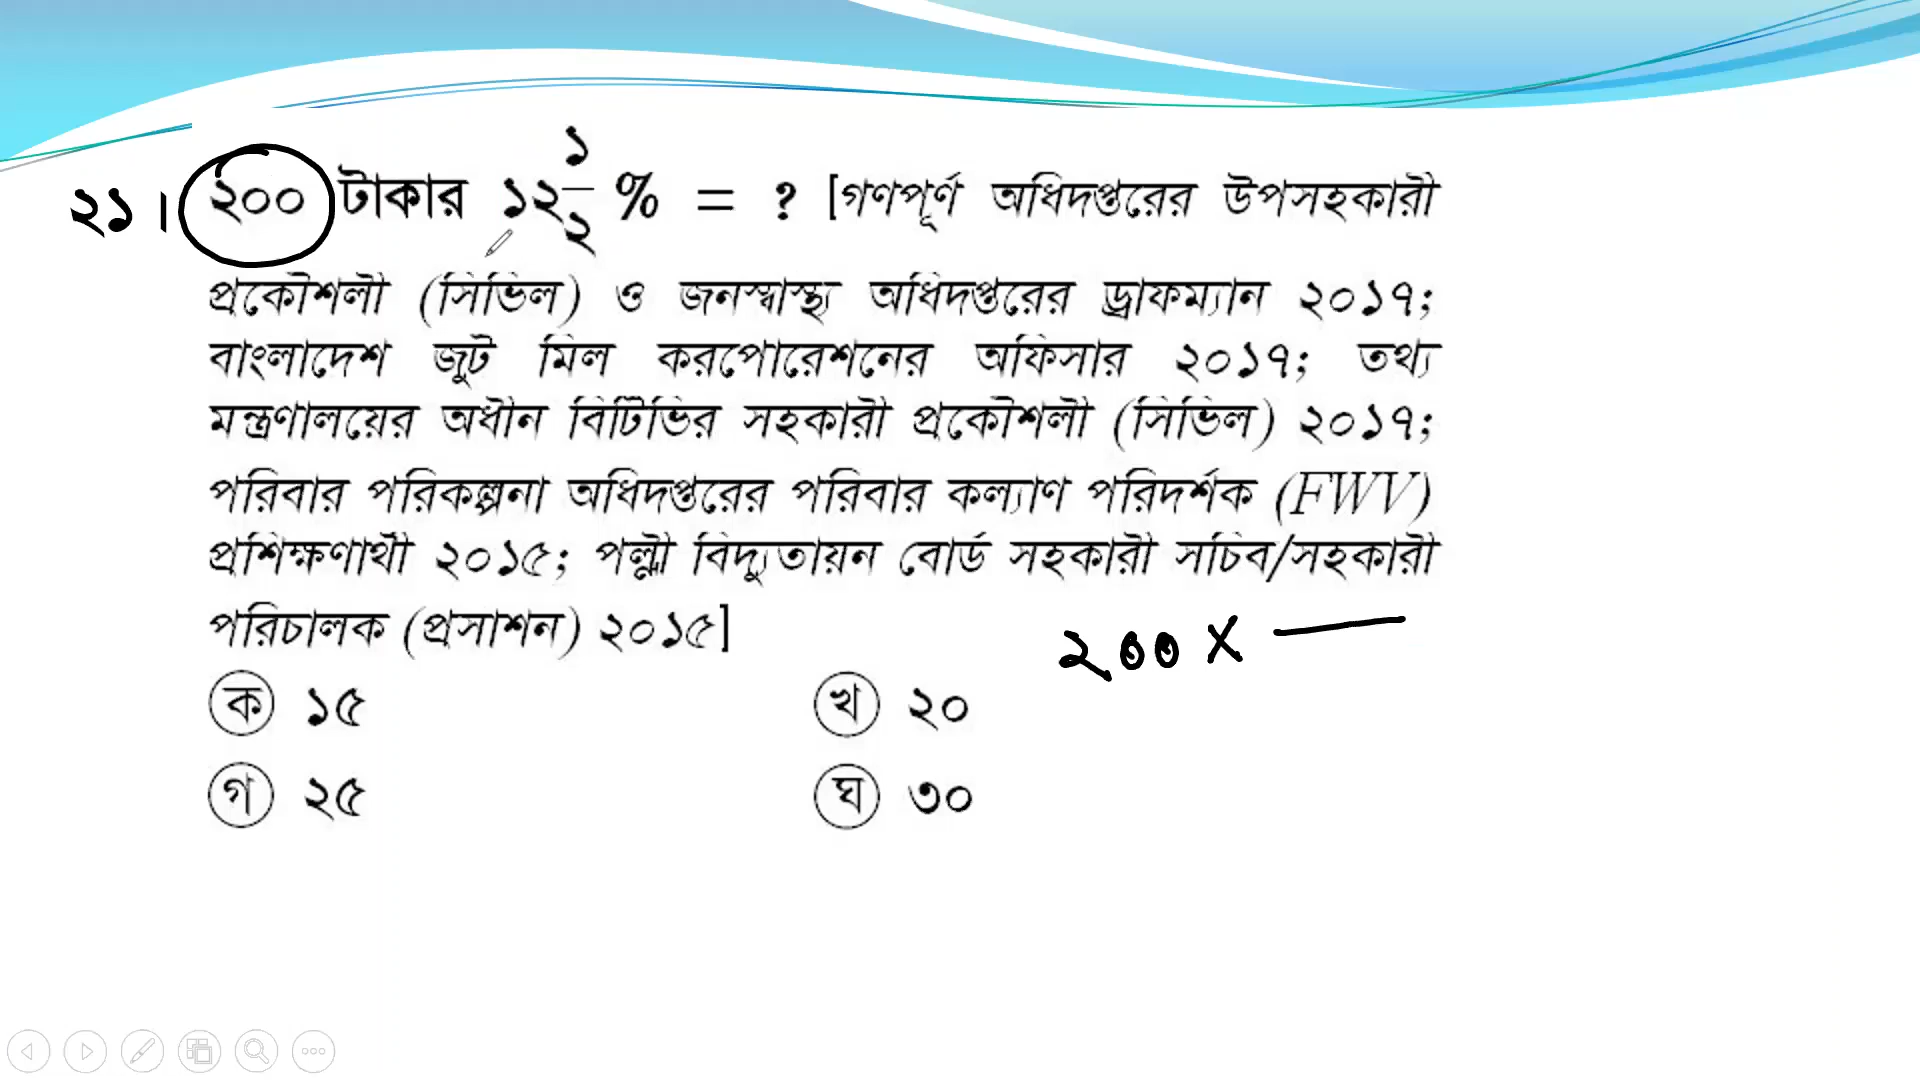 ২১। ২০০ টাকার ১২ ১/২ % = ? [গণপূর্ণ অধিদপ্তরের উপসহকারী
প্রকৌশলী (সিভিল) ও জনস্বাস্থ্য অধিদপ্তরের ড্রাফম্যান ২০১৭;
বাংলাদেশ জুট মিল করপোরেশনের অফিসার ২০১৭; তথ্য
মন্ত্রণালয়ের অধীন বিটিভির সহকারী প্রকৌশলী (সিভিল) ২০১৭;
পরিবার পরিকল্পনা অধিদপ্তরের পরিবার কল্যাণ পরিদর্শক (FWV)
প্রশিক্ষণার্থী ২০১৫; পল্লী বিদ্যুতায়ন বোর্ড সহকারী সচিব/সহকারী
পরিচালক (প্রসাশন) ২০১৫]
২০০ ×
ক ১৫ খ ২০
গ ২৫ ঘ ৩০